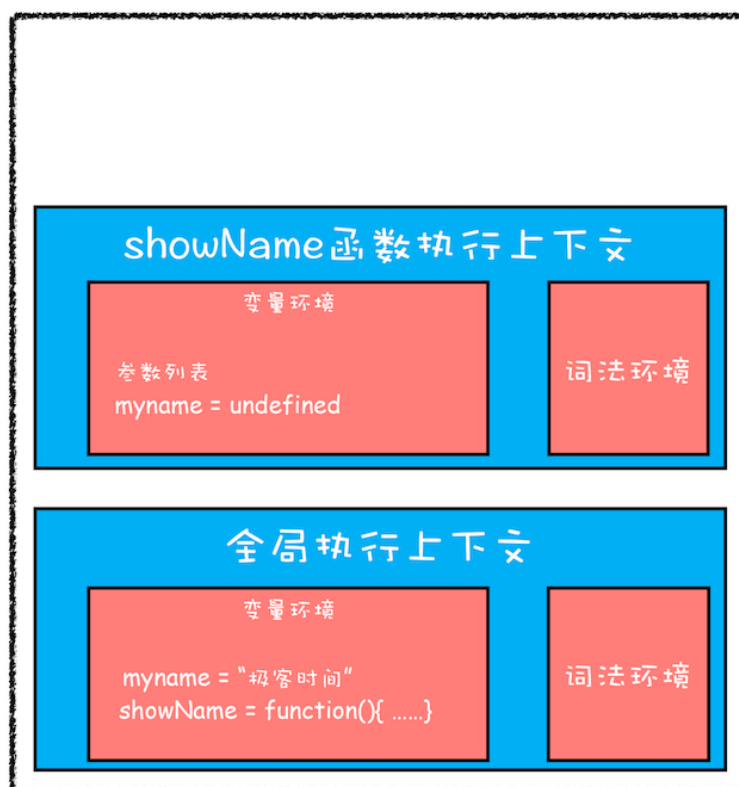 showName函数执行上下文
变量环境
参数列表
myname = undefined
词法环境
全局执行上下文
变量环境
myname = “极客时间”
showName = function(){ ......}
词法环境